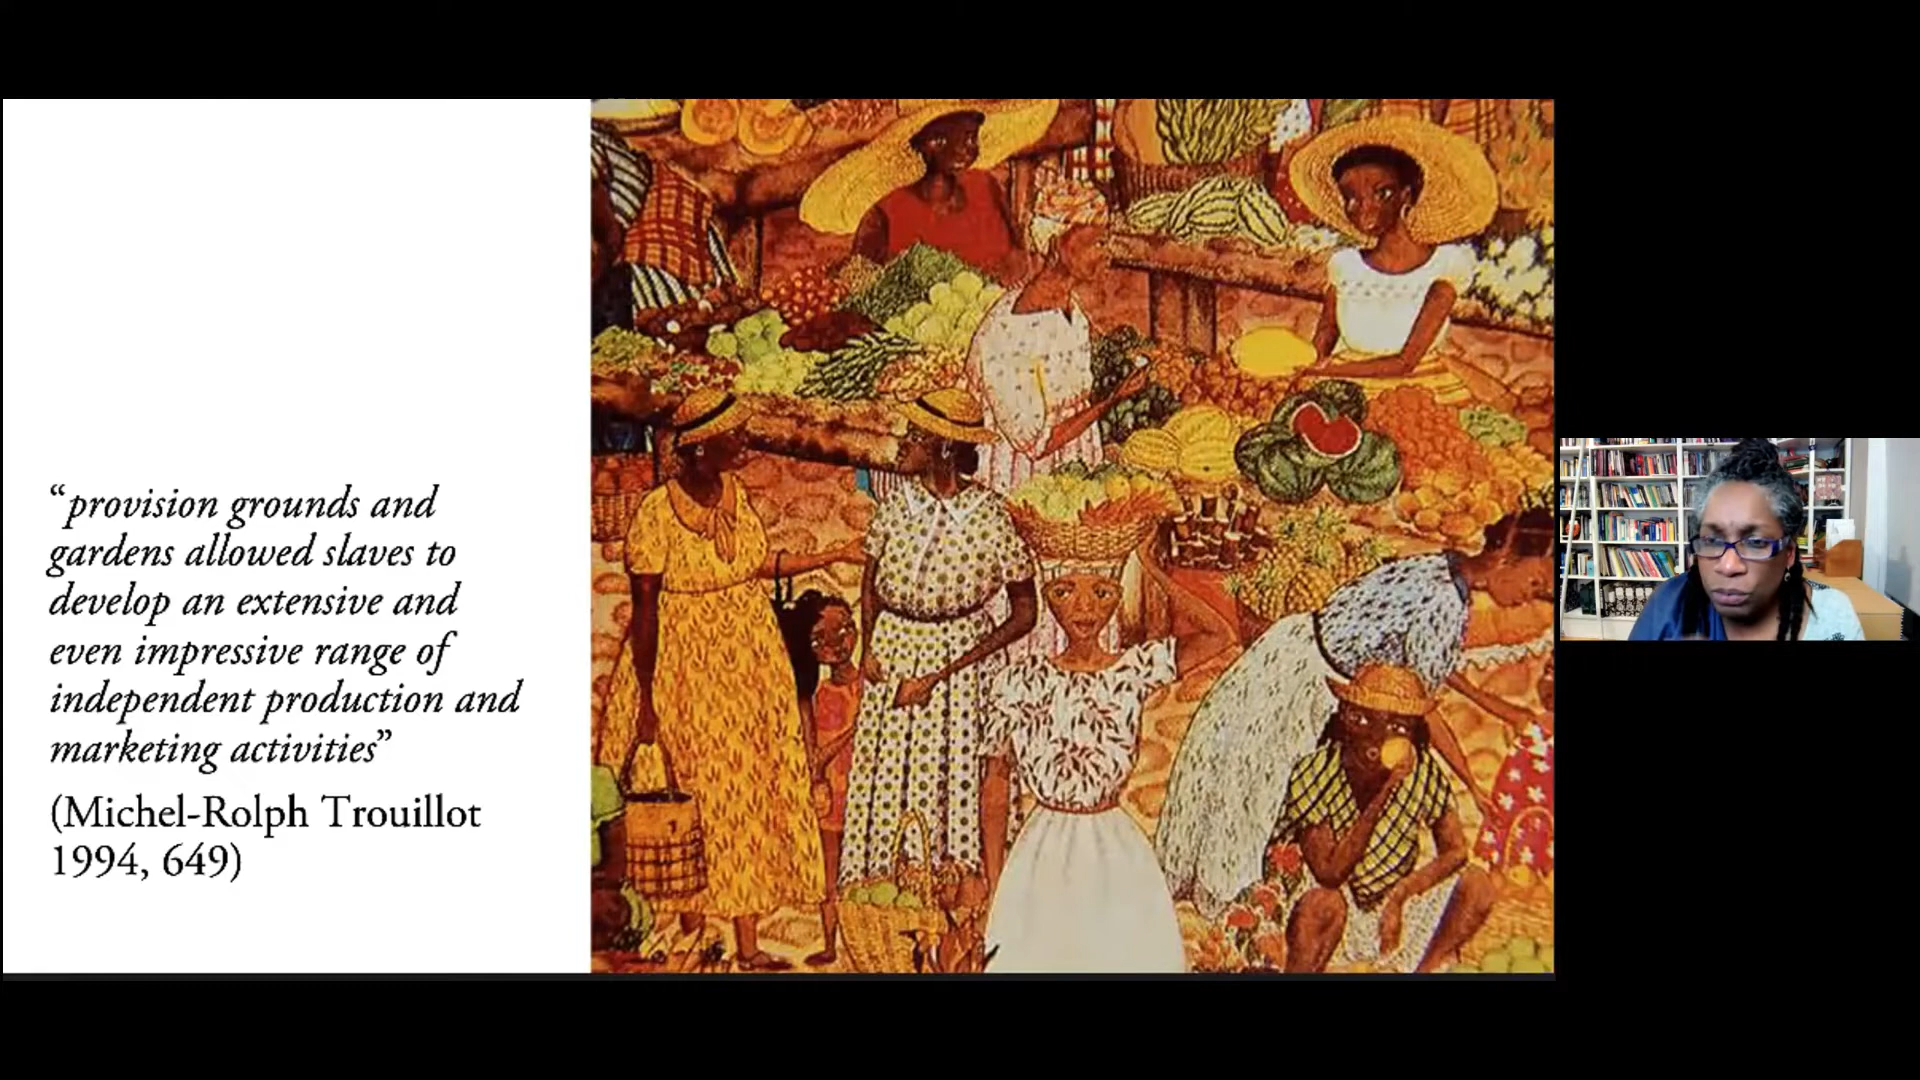 “provision grounds and
gardens allowed slaves to
develop an extensive and
even impressive range of
independent production and
marketing activities”
(Michel-Rolph Trouillot
1994, 649)